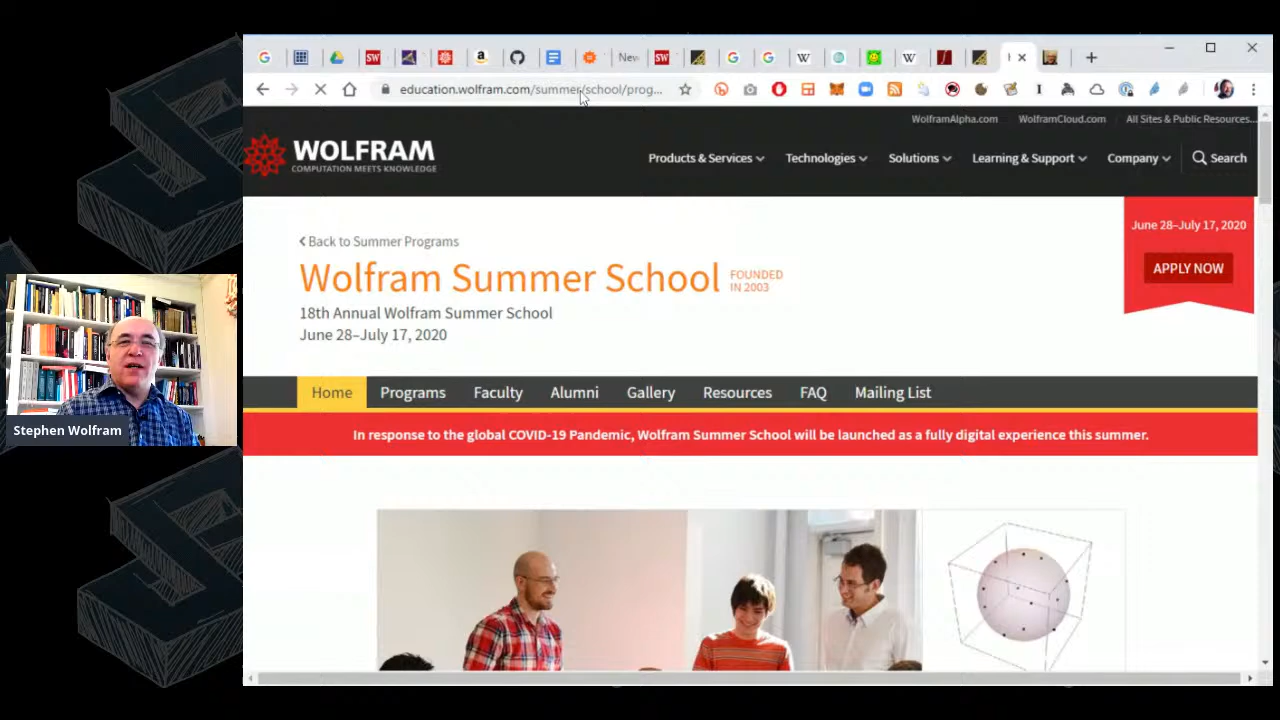 New
education.wolfram.com/summer/school/prog...
WolframAlpha.com
WolframCloud.com
All Sites & Public Resources...
WOLFRAM
COMPUTATION MEETS KNOWLEDGE
Products & Services
Technologies
Solutions
Learning & Support
Company
Search
June 28–July 17, 2020
APPLY NOW
Back to Summer Programs
Wolfram Summer School
FOUNDED
IN 2003
18th Annual Wolfram Summer School
June 28–July 17, 2020
Home
Programs
Faculty
Alumni
Gallery
Resources
FAQ
Mailing List
In response to the global COVID-19 Pandemic, Wolfram Summer School will be launched as a fully digital experience this summer.
Stephen Wolfram